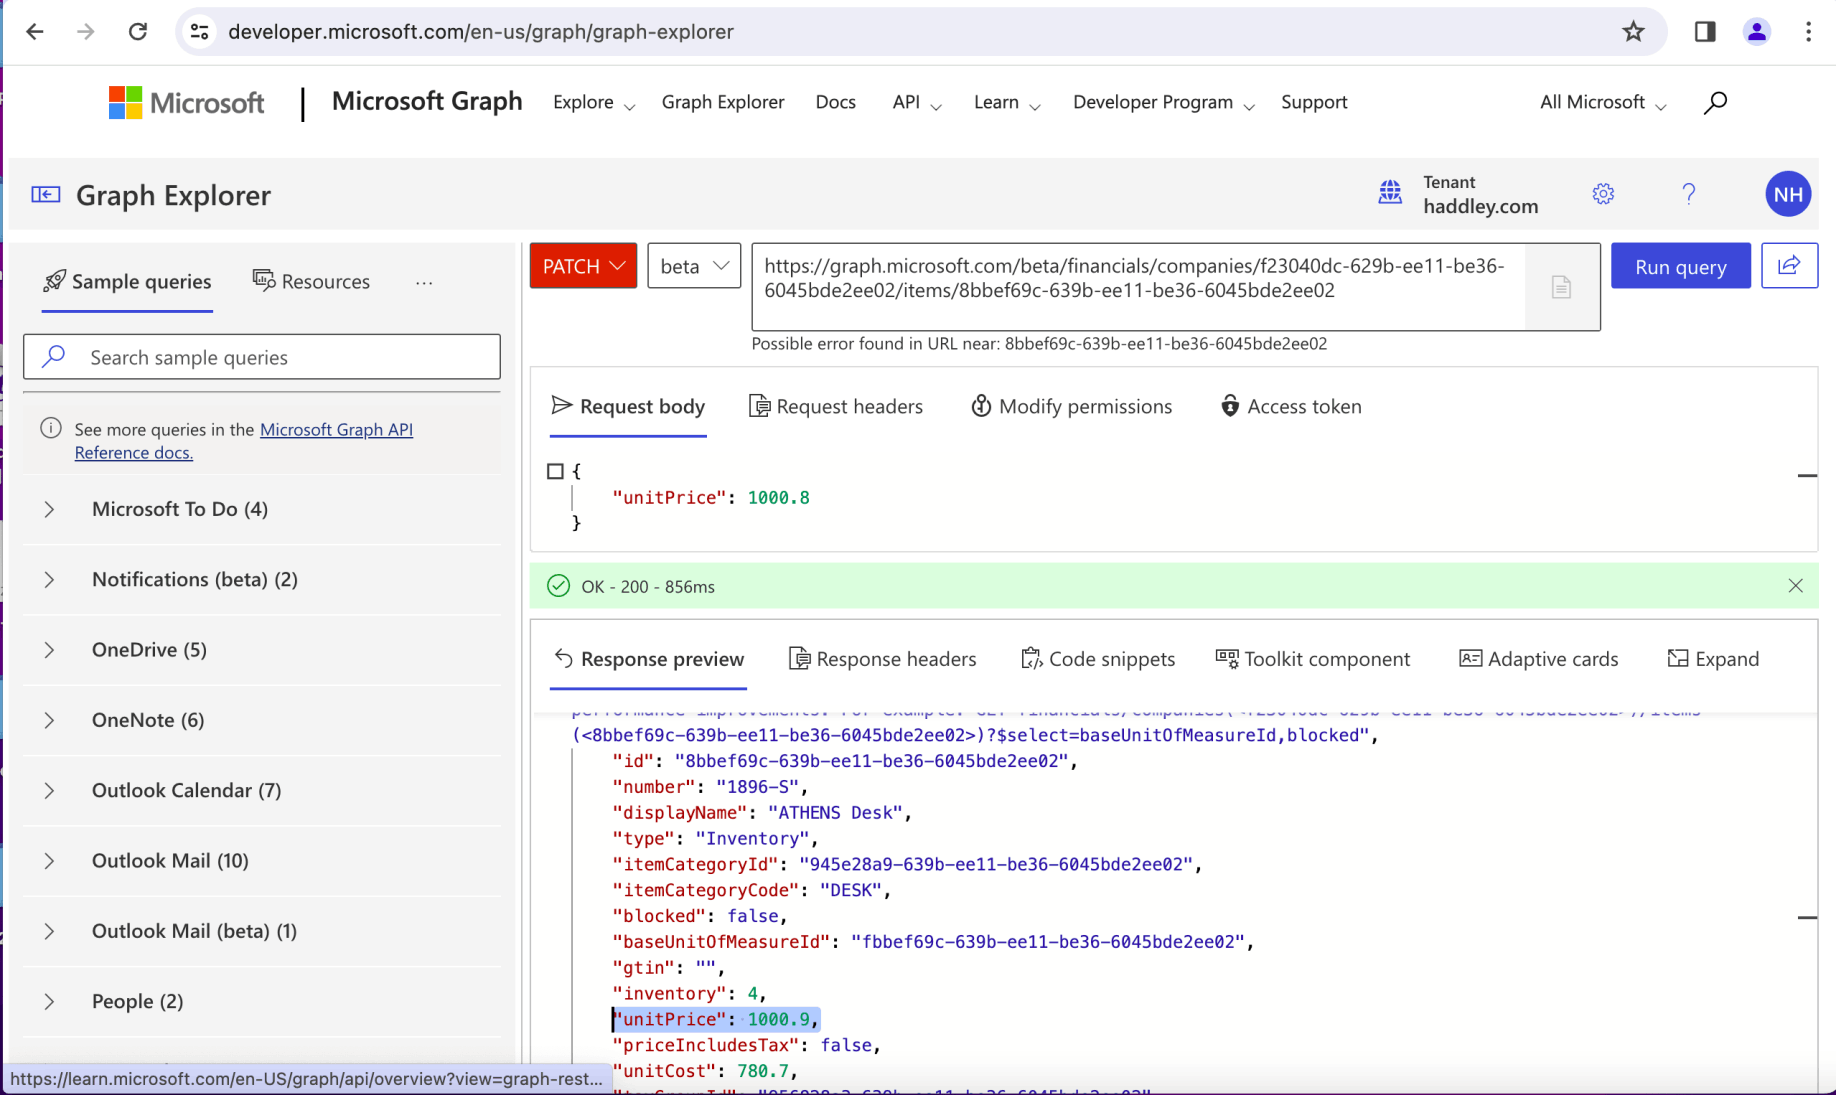 developer.microsoft.com/en-us/graph/graph-explorer
Microsoft
Microsoft Graph
Explore
Graph Explorer
Docs
API
Learn
Developer Program
Support
All Microsoft
Graph Explorer
Tenant
haddley.com
?
NH
Sample queries
Resources
...
Search sample queries
See more queries in the Microsoft Graph API
Reference docs.
Microsoft To Do (4)
Notifications (beta) (2)
OneDrive (5)
OneNote (6)
Outlook Calendar (7)
Outlook Mail (10)
Outlook Mail (beta) (1)
People (2)
https://learn.microsoft.com/en-US/graph/api/overview?view=graph-rest...
PATCH
beta
https://graph.microsoft.com/beta/financials/companies/f23040dc-629b-ee11-be36-
6045bde2ee02/items/8bbef69c-639b-ee11-be36-6045bde2ee02
Run query
Possible error found in URL near: 8bbef69c-639b-ee11-be36-6045bde2ee02
Request body
Request headers
Modify permissions
Access token
{
"unitPrice": 1000.8
}
OK - 200 - 856ms
Response preview
Response headers
Code snippets
Toolkit component
Adaptive cards
Expand
(<8bbef69c-639b-ee11-be36-6045bde2ee02>)?$select=baseUnitOfMeasureId,blocked",
"id": "8bbef69c-639b-ee11-be36-6045bde2ee02",
"number": "1896-S",
"displayName": "ATHENS Desk",
"type": "Inventory",
"itemCategoryId": "945e28a9-639b-ee11-be36-6045bde2ee02",
"itemCategoryCode": "DESK",
"blocked": false,
"baseUnitOfMeasureId": "fbbef69c-639b-ee11-be36-6045bde2ee02",
"gtin": "",
"inventory": 4,
"unitPrice": 1000.9,
"priceIncludesTax": false,
"unitCost": 780.7,